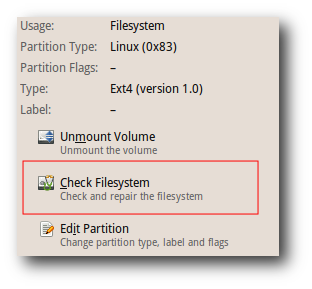 Usage: Filesystem
Partition Type: Linux (0x83)
Partition Flags: –
Type: Ext4 (version 1.0)
Label: –
Unmount Volume
Unmount the volume
Check Filesystem
Check and repair the filesystem
Edit Partition
Change partition type, label and flags